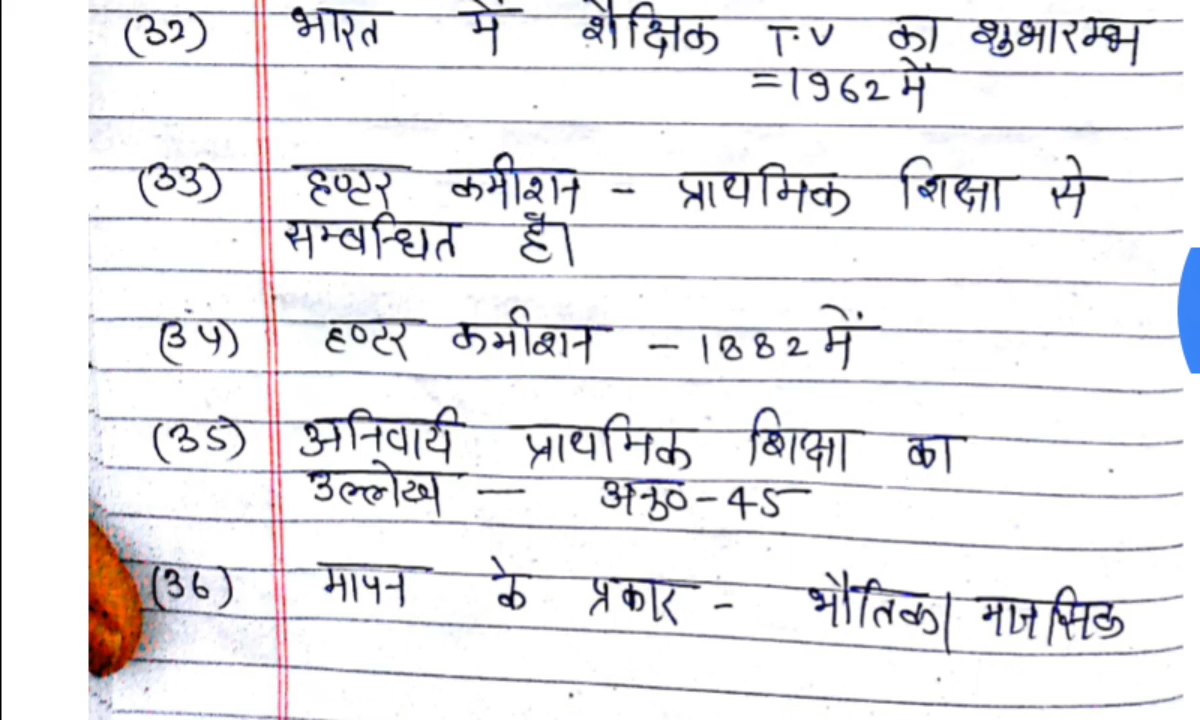 (32) भारत में शैक्षिक T.V का शुभारम्भ
=1962 में
(33) हण्टर कमीशन - प्राथमिक शिक्षा से
सम्बन्धित है।
(34) हण्टर कमीशन - 1882 में
(35) अनिवार्य प्राथमिक शिक्षा का
उल्लेख - अनु० - 45
(36) मापन के प्रकार - भौतिक| मानसिक